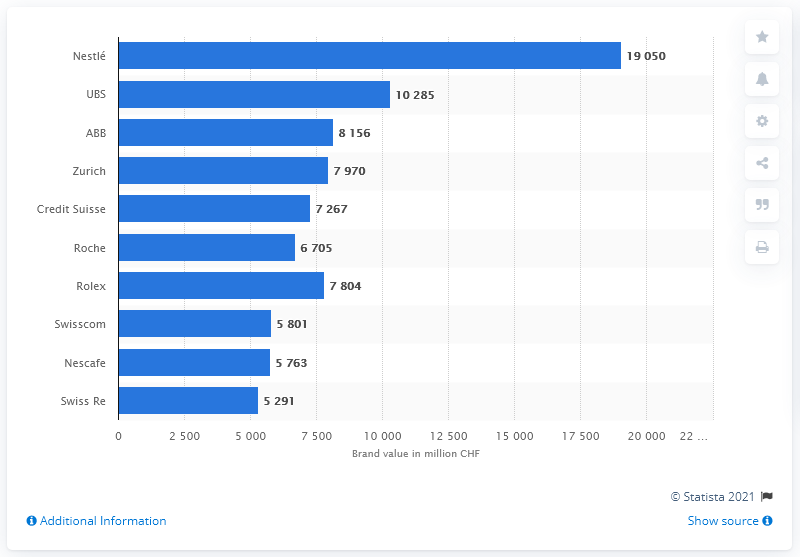 Nestlé 19 050
UBS 10 285
ABB 8 156
Zurich 7 970
Credit Suisse 7 267
Roche 6 705
Rolex 7 804
Swisscom 5 801
Nescafe 5 763
Swiss Re 5 291
0 2 500 5 000 7 500 10 000 12 500 15 000 17 500 20 000 22 ...
Brand value in million CHF
© Statista 2021
Additional Information Show source